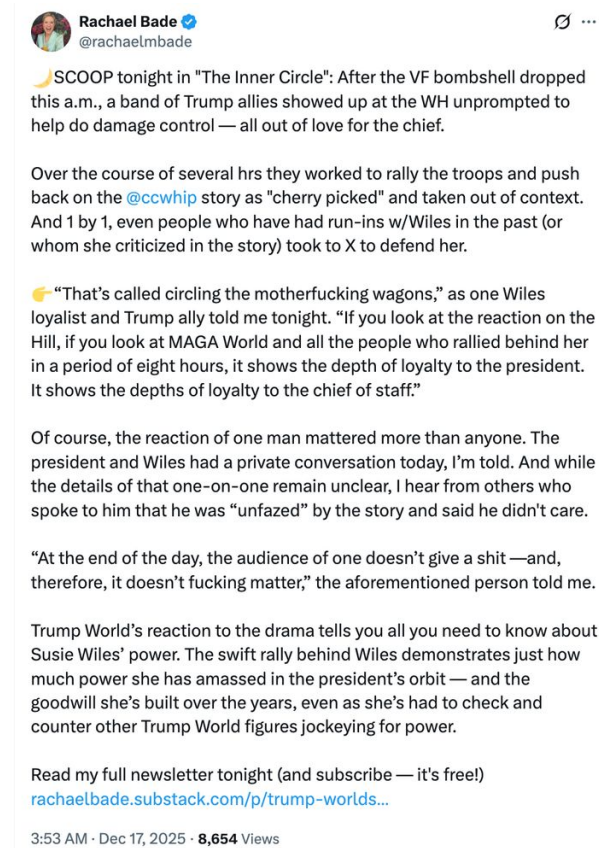 Rachael Bade
@rachaelmbade
🌙SCOOP tonight in "The Inner Circle": After the VF bombshell dropped
this a.m., a band of Trump allies showed up at the WH unprompted to
help do damage control — all out of love for the chief.
Over the course of several hrs they worked to rally the troops and push
back on the @ccwhip story as "cherry picked" and taken out of context.
And 1 by 1, even people who have had run-ins w/Wiles in the past (or
whom she criticized in the story) took to X to defend her.
👉“That’s called circling the motherfucking wagons,” as one Wiles
loyalist and Trump ally told me tonight. “If you look at the reaction on the
Hill, if you look at MAGA World and all the people who rallied behind her
in a period of eight hours, it shows the depth of loyalty to the president.
It shows the depths of loyalty to the chief of staff.”
Of course, the reaction of one man mattered more than anyone. The
president and Wiles had a private conversation today, I’m told. And while
the details of that one-on-one remain unclear, I hear from others who
spoke to him that he was “unfazed” by the story and said he didn't care.
“At the end of the day, the audience of one doesn’t give a shit —and,
therefore, it doesn’t fucking matter,” the aforementioned person told me.
Trump World’s reaction to the drama tells you all you need to know about
Susie Wiles’ power. The swift rally behind Wiles demonstrates just how
much power she has amassed in the president’s orbit — and the
goodwill she’s built over the years, even as she’s had to check and
counter other Trump World figures jockeying for power.
Read my full newsletter tonight (and subscribe — it's free!)
rachaelbade.substack.com/p/trump-worlds...
3:53 AM · Dec 17, 2025 · 8,654 Views